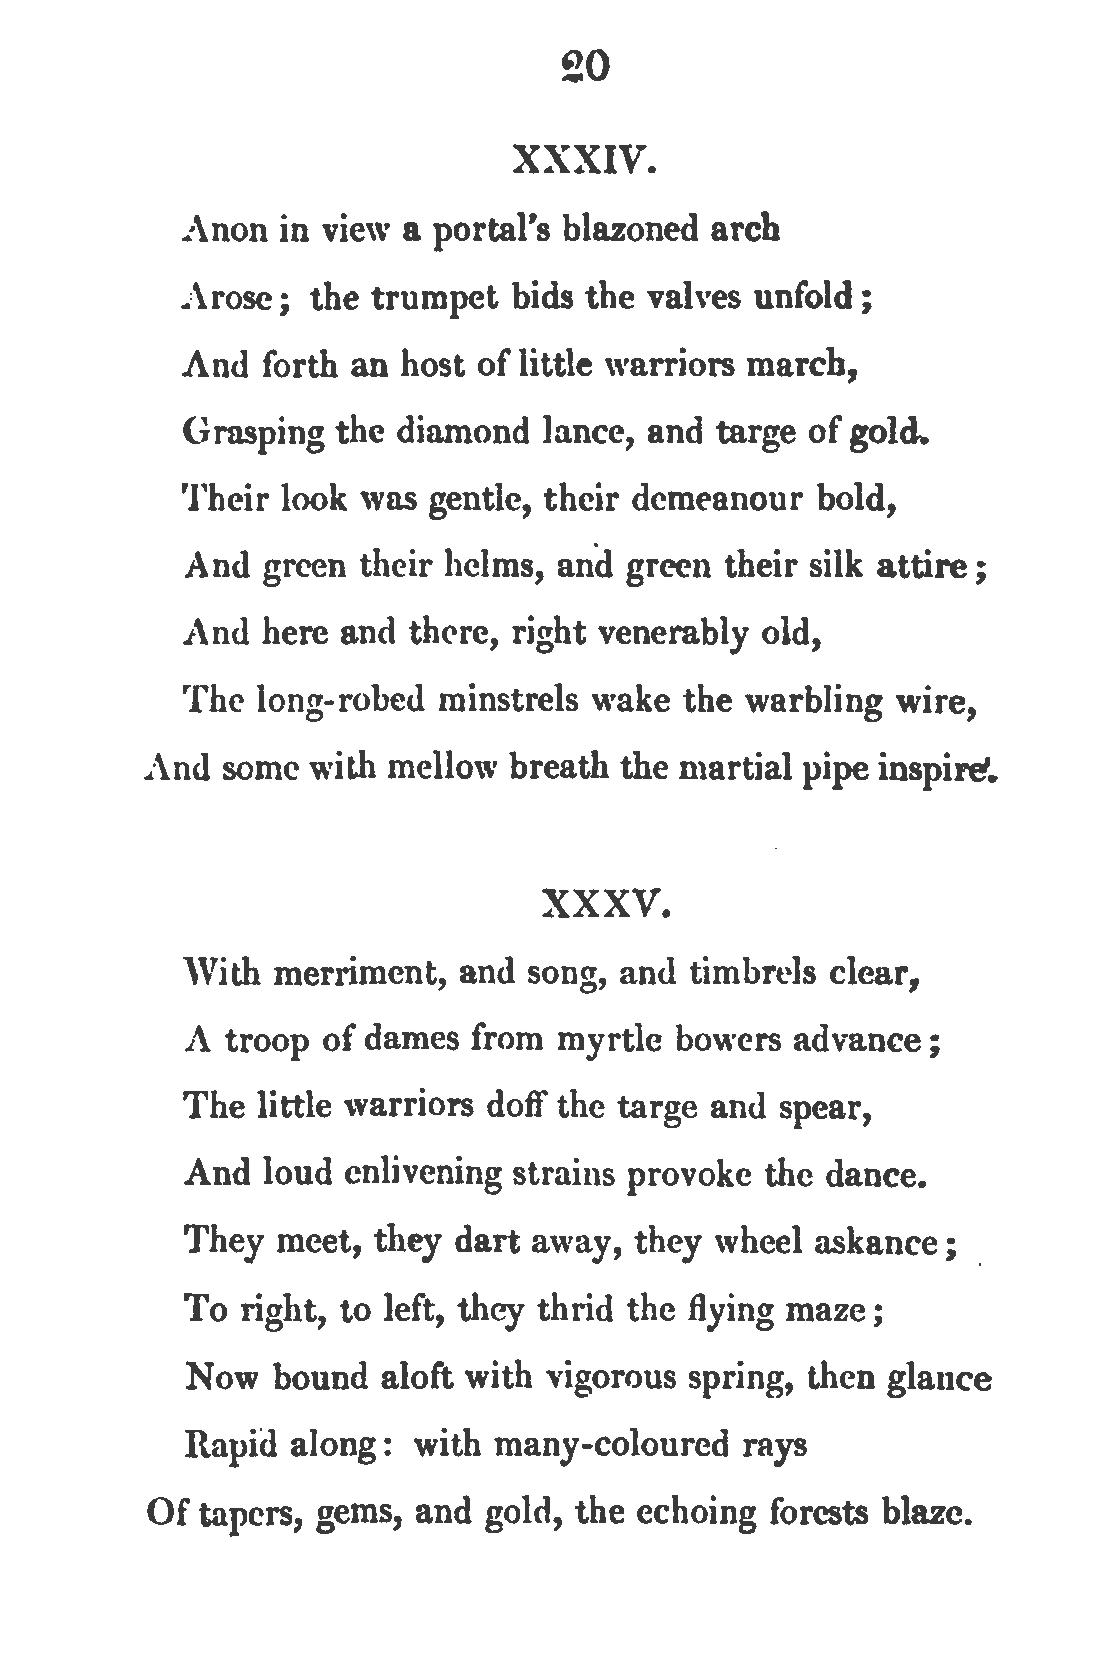 20
XXXIV.
Anon in view a portal's blazoned arch
Arose; the trumpet bids the valves unfold;
And forth an host of little warriors march,
Grasping the diamond lance, and targe of gold.
Their look was gentle, their demeanour bold,
And green their helms, and green their silk attire;
And here and there, right venerably old,
The long-robed minstrels wake the warbling wire,
And some with mellow breath the martial pipe inspire.
XXXV.
With merriment, and song, and timbrels clear,
A troop of dames from myrtle bowers advance;
The little warriors doff the targe and spear,
And loud enlivening strains provoke the dance.
They meet, they dart away, they wheel askance;
To right, to left, they thrid the flying maze;
Now bound aloft with vigorous spring, then glance
Rapid along: with many-coloured rays
Of tapers, gems, and gold, the echoing forests blaze.